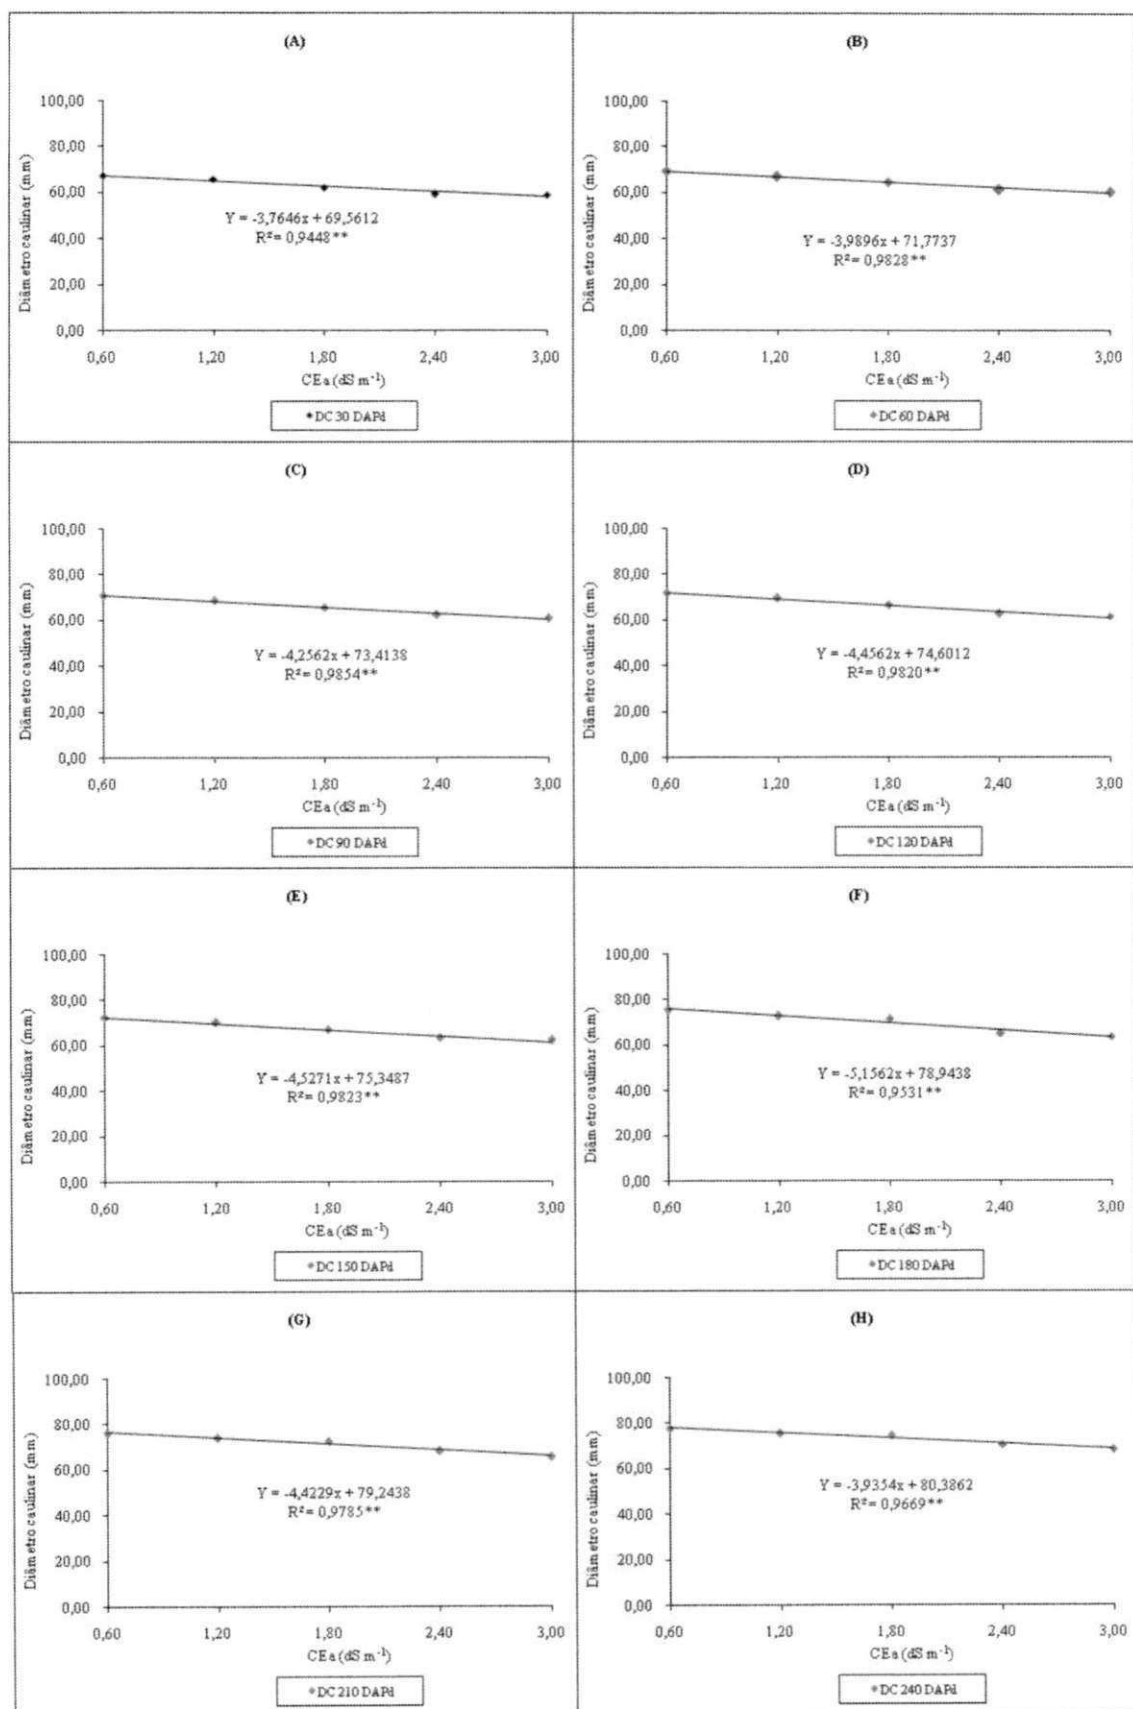 (A)
Diâmetro caulinar (mm)
100,00
80,00
60,00
40,00
20,00
0,00
Y = -3,7646x + 69,5612
R² = 0,9448**
0,60 1,20 1,80 2,40 3,00
CEa (dS m⁻¹)
DC 30 DAPd
(B)
Diâmetro caulinar (mm)
100,00
80,00
60,00
40,00
20,00
0,00
Y = -3,9896x + 71,7737
R² = 0,9828**
0,60 1,20 1,80 2,40 3,00
CEa (dS m⁻¹)
DC 60 DAPd
(C)
Diâmetro caulinar (mm)
100,00
80,00
60,00
40,00
20,00
0,00
Y = -4,2562x + 73,4138
R² = 0,9854**
0,60 1,20 1,80 2,40 3,00
CEa (dS m⁻¹)
DC 90 DAPd
(D)
Diâmetro caulinar (mm)
100,00
80,00
60,00
40,00
20,00
0,00
Y = -4,4562x + 74,6012
R² = 0,9820**
0,60 1,20 1,80 2,40 3,00
CEa (dS m⁻¹)
DC 120 DAPd
(E)
Diâmetro caulinar (mm)
100,00
80,00
60,00
40,00
20,00
0,00
Y = -4,5271x + 75,3487
R² = 0,9823**
0,60 1,20 1,80 2,40 3,00
CEa (dS m⁻¹)
DC 150 DAPd
(F)
Diâmetro caulinar (mm)
100,00
80,00
60,00
40,00
20,00
0,00
Y = -5,1562x + 78,9438
R² = 0,9531**
0,60 1,20 1,80 2,40 3,00
CEa (dS m⁻¹)
DC 180 DAPd
(G)
Diâmetro caulinar (mm)
100,00
80,00
60,00
40,00
20,00
0,00
Y = -4,4229x + 79,2438
R² = 0,9785**
0,60 1,20 1,80 2,40 3,00
CEa (dS m⁻¹)
DC 210 DAPd
(H)
Diâmetro caulinar (mm)
100,00
80,00
60,00
40,00
20,00
0,00
Y = -3,9354x + 80,3862
R² = 0,9669**
0,60 1,20 1,80 2,40 3,00
CEa (dS m⁻¹)
DC 240 DAPd